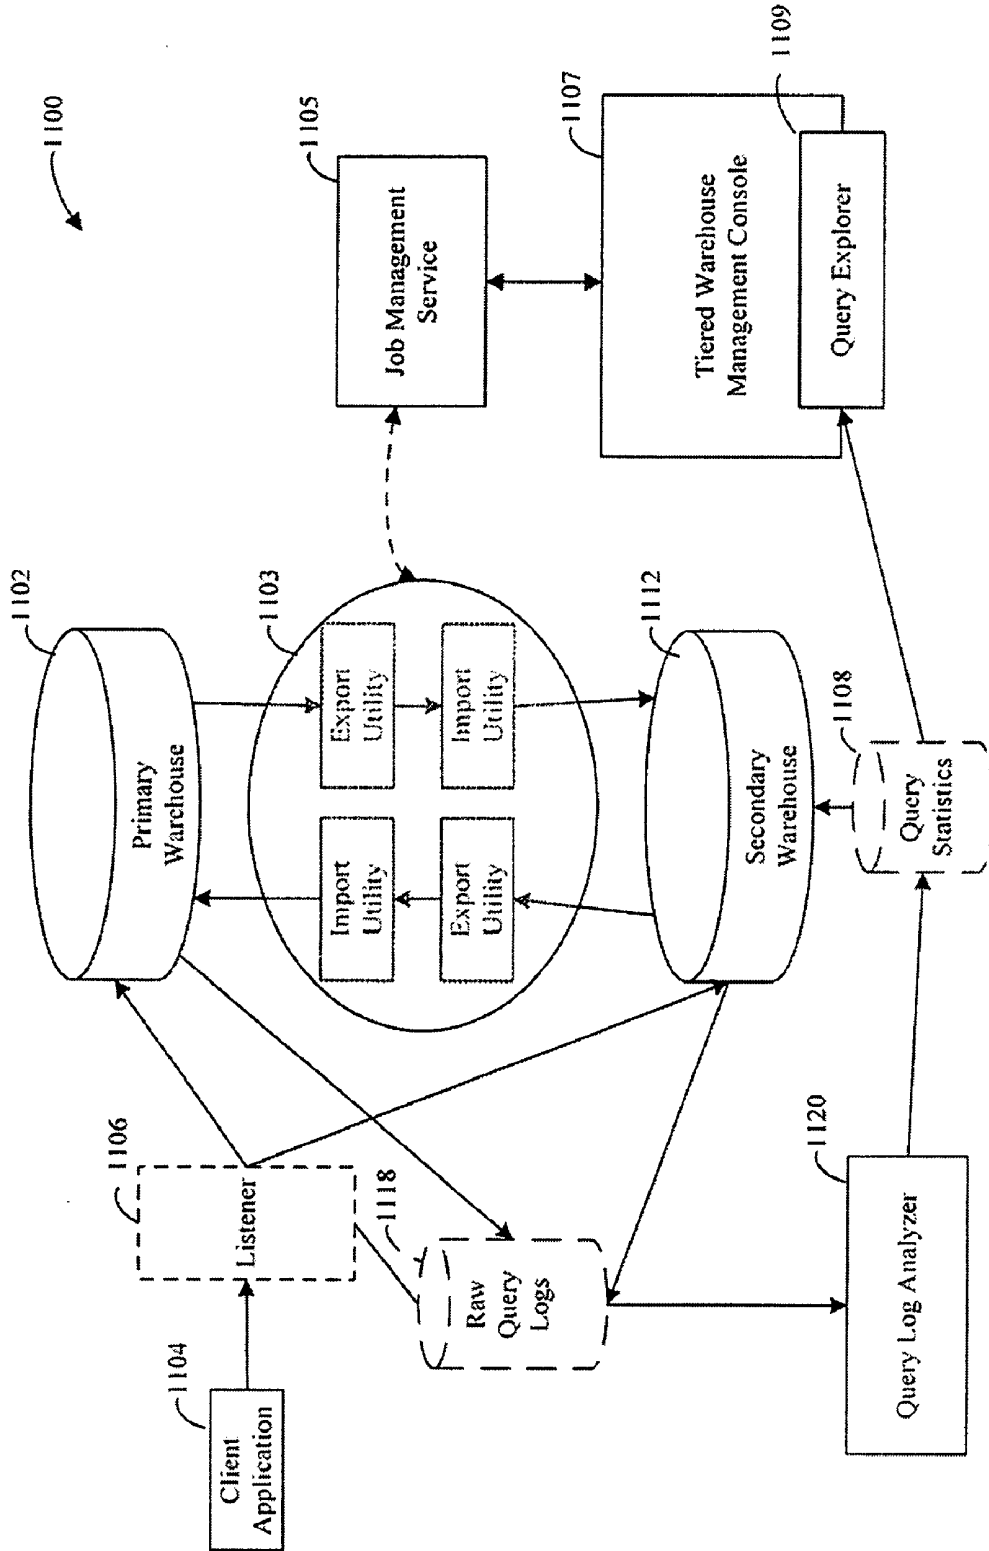 1100
1104
Client
Application
1106
Listener
1118
Raw
Query
Logs
1102
Primary
Warehouse
1103
Import
Utility
Export
Utility
Export
Utility
Import
Utility
1112
Secondary
Warehouse
1105
Job Management
Service
1107
Tiered Warehouse
Management Console
1109
Query Explorer
1108
Query
Statistics
1120
Query Log Analyzer